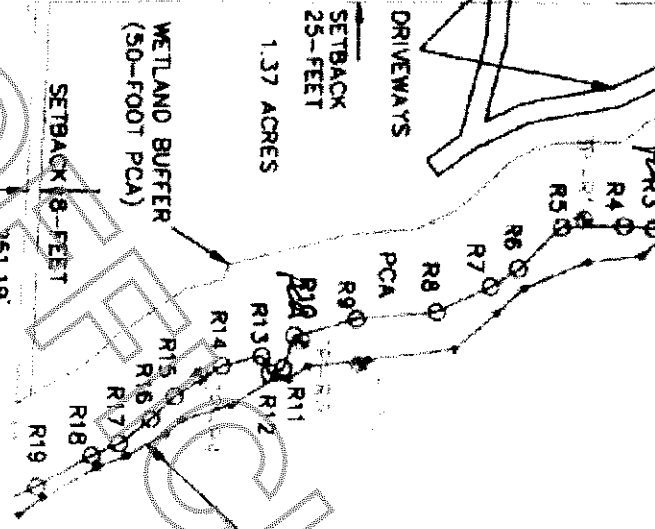 DRIVEWAYS
SETBACK
25-FEET
1.37 ACRES
WETLAND BUFFER
(50-FOOT PCA)
SETBACK 8-FEET
R3
R4
R5
R6
R7
R8
PCA
R9
R10
R11
R12
R13
R14
R15
R16
R17
R18
R19